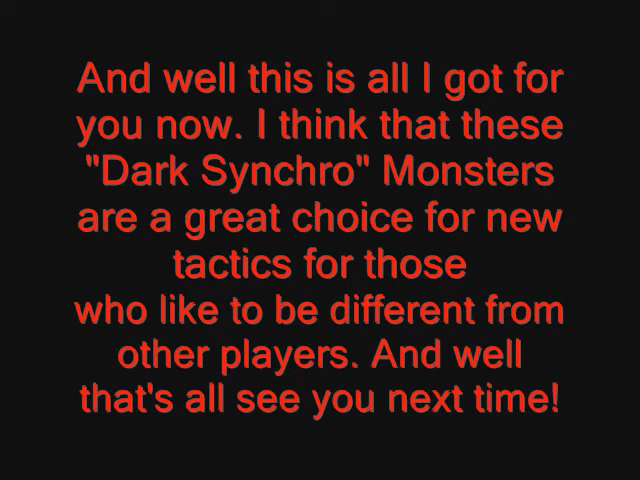 And well this is all I got for
you now. I think that these
"Dark Synchro" Monsters
are a great choice for new
tactics for those
who like to be different from
other players. And well
that's all see you next time!